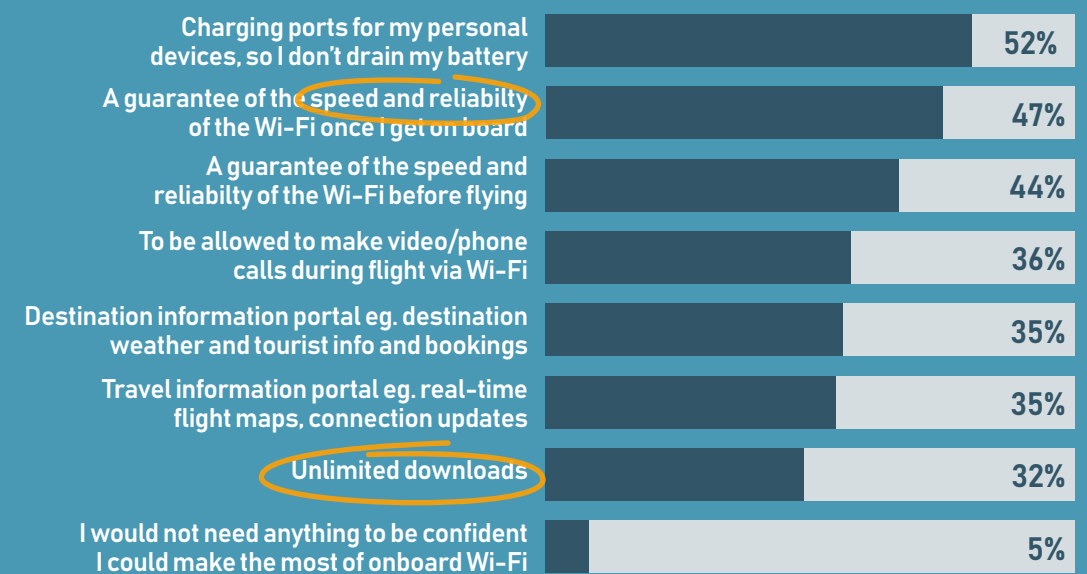 Charging ports for my personal
devices, so I don't drain my battery
52%
A guarantee of the speed and reliabilty
of the Wi-Fi once I get on board
47%
A guarantee of the speed and
reliabilty of the Wi-Fi before flying
44%
To be allowed to make video/phone
calls during flight via Wi-Fi
36%
Destination information portal eg. destination
weather and tourist info and bookings
35%
Travel information portal eg. real-time
flight maps, connection updates
35%
Unlimited downloads
32%
I would not need anything to be confident
I could make the most of onboard Wi-Fi
5%